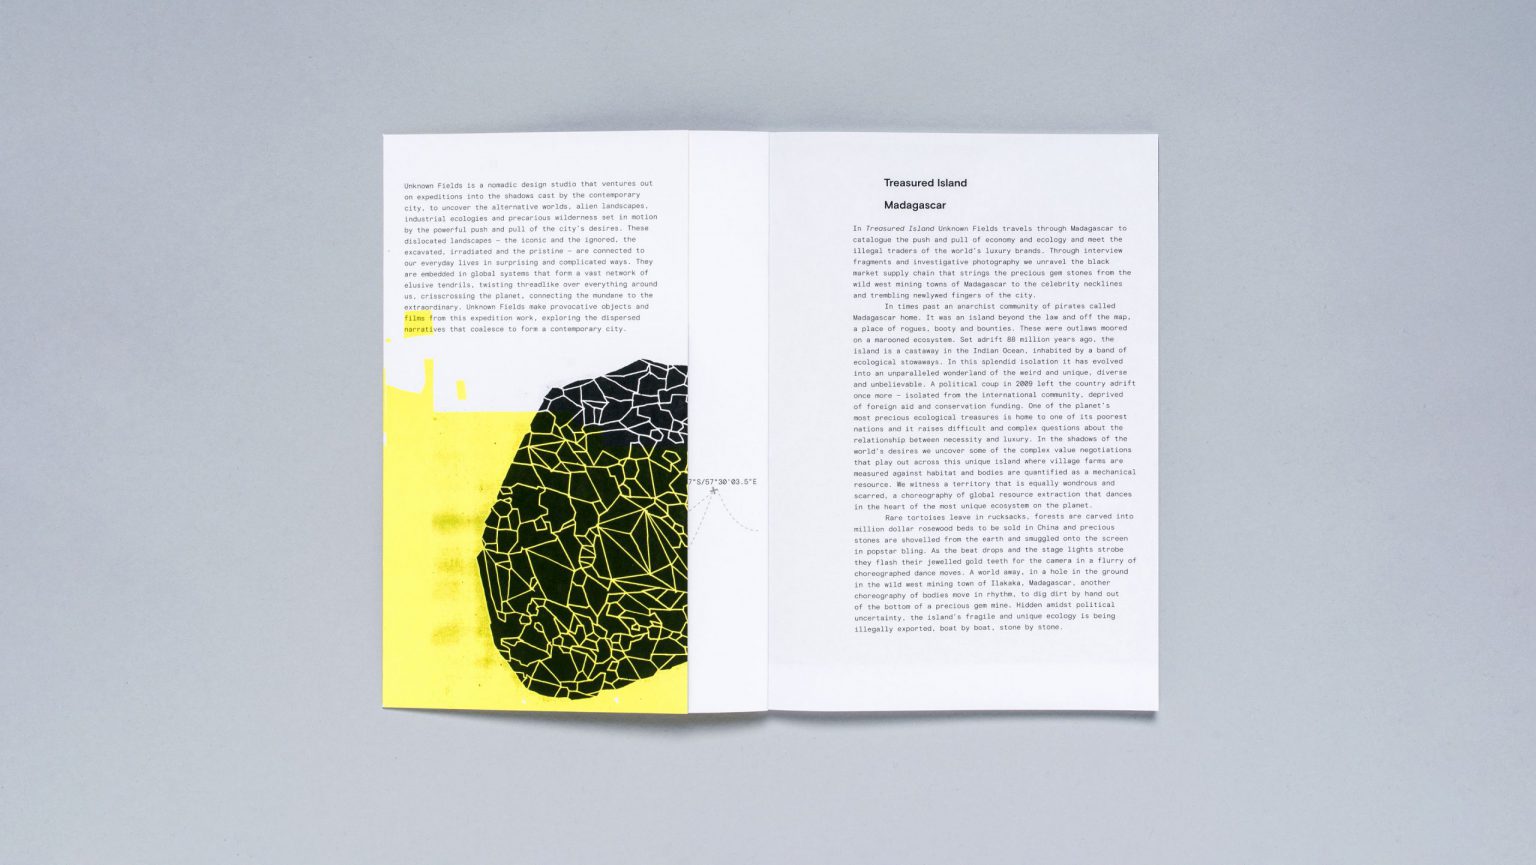 Unknown Fields is a nomadic design studio that ventures out
on expeditions into the shadows cast by the contemporary
city, to uncover the alternative worlds, alien landscapes,
industrial ecologies and precarious wilderness set in motion
by the powerful push and pull of the city's desires. These
dislocated landscapes – the iconic and the ignored, the
excavated, irradiated and the pristine – are connected to
our everyday lives in surprising and complicated ways. They
are embedded in global systems that form a vast network of
elusive tendrils, twisting threadlike over everything around
us, crisscrossing the planet, connecting the mundane to the
extraordinary. Unknown Fields make provocative objects and
films from this expedition work, exploring the dispersed
narratives that coalesce to form a contemporary city.
7"S/57°30'03.5"E
Treasured Island
Madagascar
In Treasured Island Unknown Fields travels through Madagascar to
catalogue the push and pull of economy and ecology and meet the
illegal traders of the world's luxury brands. Through interview
fragments and investigative photography we unravel the black
market supply chain that strings the precious gem stones from the
wild west mining towns of Madagascar to the celebrity necklines
and trembling newlywed fingers of the city.
In times past an anarchist community of pirates called
Madagascar home. It was an island beyond the law and off the map,
a place of rogues, booty and bounties. These were outlaws moored
on a marooned ecosystem. Set adrift 88 million years ago, the
island is a castaway in the Indian Ocean, inhabited by a band of
ecological stowaways. In this splendid isolation it has evolved
into an unparalleled wonderland of the weird and unique, diverse
and unbelievable. A political coup in 2009 left the country adrift
once more – isolated from the international community, deprived
of foreign aid and conservation funding. One of the planet's
most precious ecological treasures is home to one of its poorest
nations and it raises difficult and complex questions about the
relationship between necessity and luxury. In the shadows of the
world's desires we uncover some of the complex value negotiations
that play out across this unique island where village farms are
measured against habitat and bodies are quantified as a mechanical
resource. We witness a territory that is equally wondrous and
scarred, a choreography of global resource extraction that dances
in the heart of the most unique ecosystem on the planet.
Rare tortoises leave in rucksacks, forests are carved into
million dollar rosewood beds to be sold in China and precious
stones are shovelled from the earth and smuggled onto the screen
in popstar bling. As the beat drops and the stage lights strobe
they flash their jewelled gold teeth for the camera in a flurry of
choreographed dance moves. A world away, in a hole in the ground
in the wild west mining town of Ilakaka, Madagascar, another
choreography of bodies move in rhythm, to dig dirt by hand out
of the bottom of a precious gem mine. Hidden amidst political
uncertainty, the island's fragile and unique ecology is being
illegally exported, boat by boat, stone by stone.